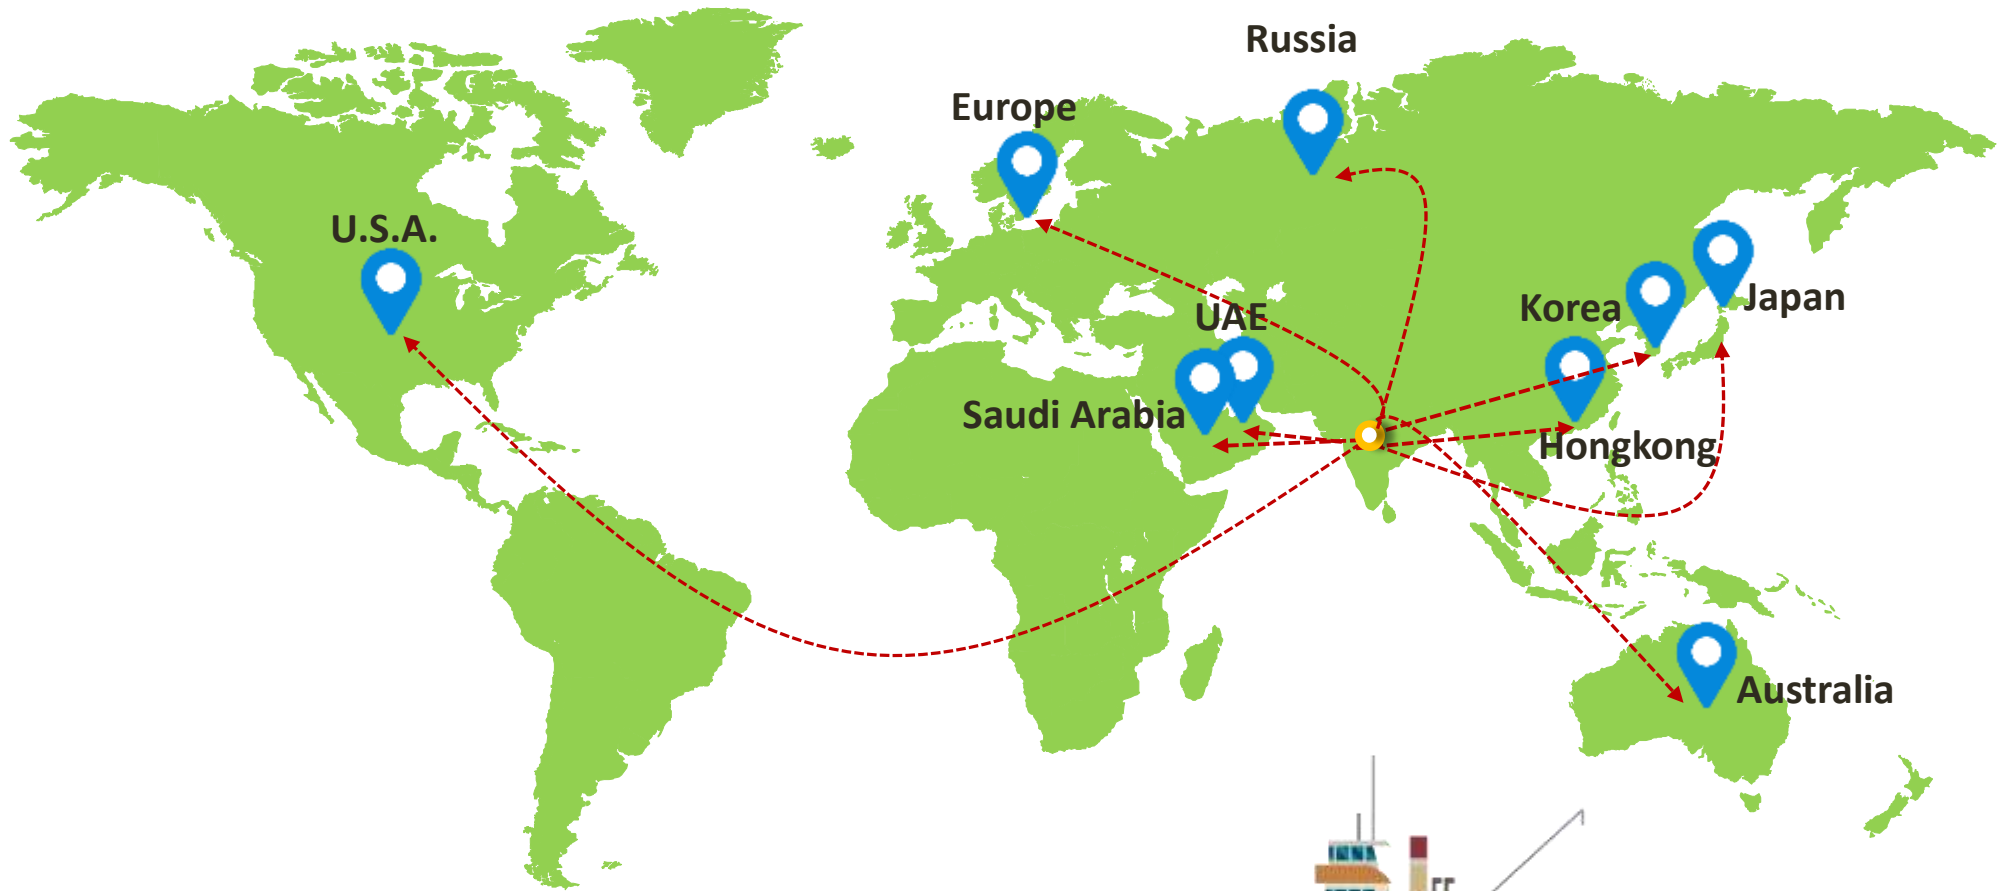 Russia
Europe
U.S.A.
Japan
Korea
UAE
Saudi Arabia
Hongkong
Australia